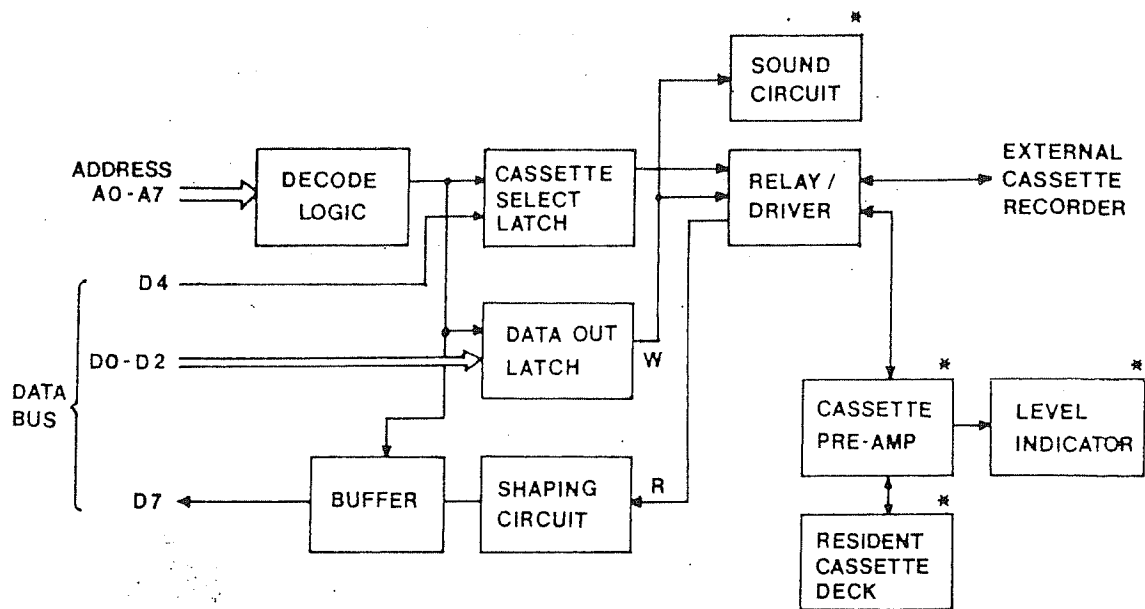 *
SOUND
CIRCUIT
ADDRESS
A0-A7
DECODE
LOGIC
CASSETTE
SELECT
LATCH
RELAY /
DRIVER
EXTERNAL
CASSETTE
RECORDER
D4
D0-D2
DATA
BUS
DATA OUT
LATCH
W
*
CASSETTE
PRE-AMP
*
LEVEL
INDICATOR
D7
BUFFER
SHAPING
CIRCUIT
R
*
RESIDENT
CASSETTE
DECK